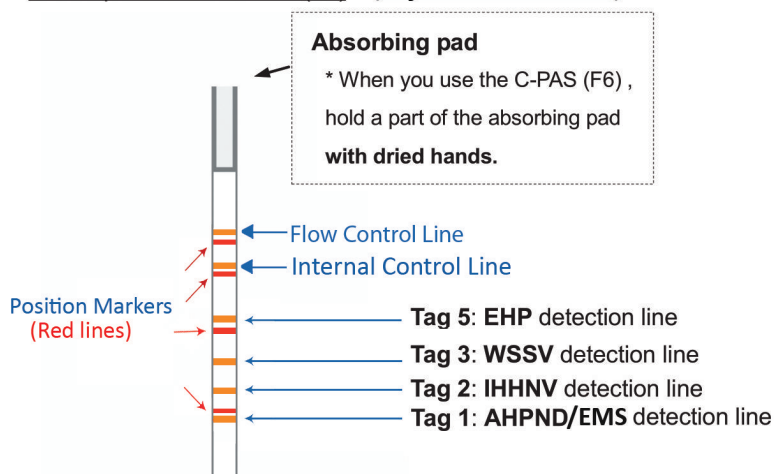 Absorbing pad
* When you use the C-PAS (F6) ,
hold a part of the absorbing pad
with dried hands.
Flow Control Line
Internal Control Line
Position Markers
(Red lines)
Tag 5: EHP detection line
Tag 3: WSSV detection line
Tag 2: IHHNV detection line
Tag 1: AHPND/EMS detection line